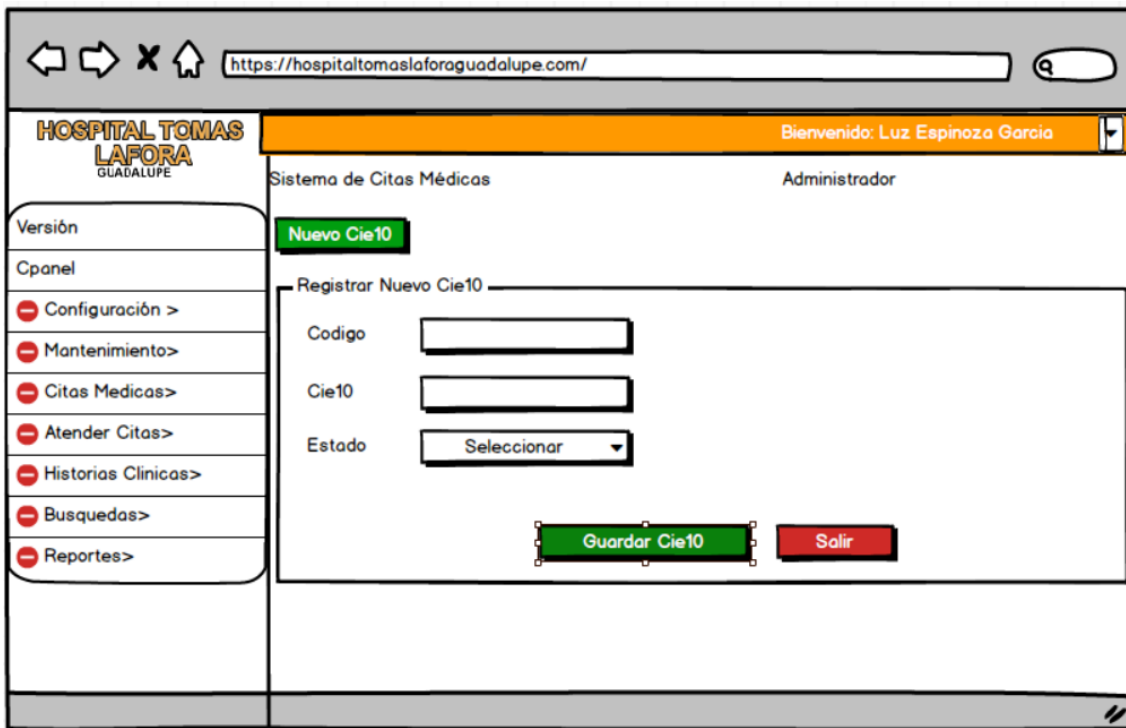 https://hospitaltomaslaforaguadalupe.com/
HOSPITAL TOMAS
LAFORA
GUADALUPE
Bienvenido: Luz Espinoza Garcia
Sistema de Citas Médicas
Administrador
Versión
Cpanel
Configuración >
Mantenimiento>
Citas Medicas>
Atender Citas>
Historias Clinicas>
Busquedas>
Reportes>
Nuevo Cie10
Registrar Nuevo Cie10
Codigo
Cie10
Estado
Seleccionar
Guardar Cie10
Salir